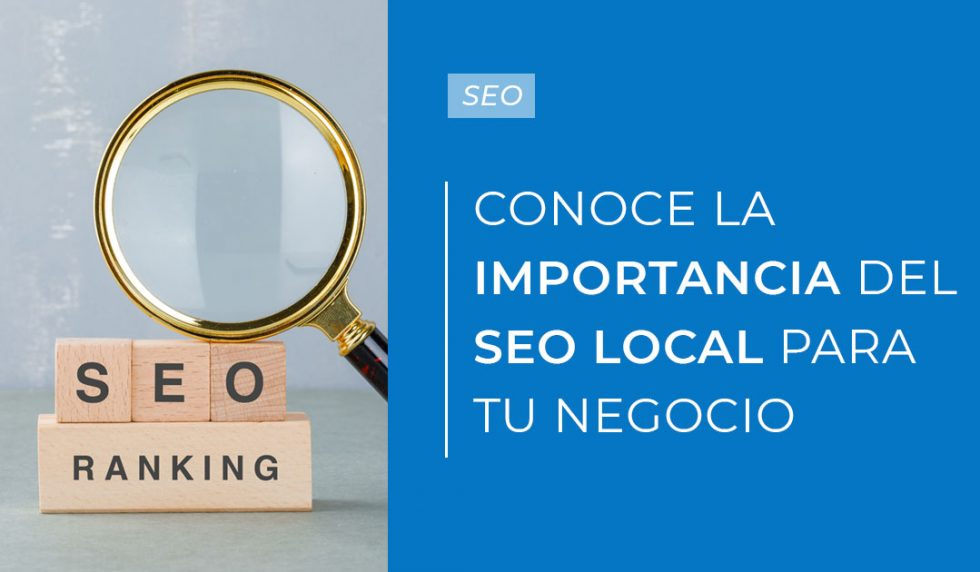 SEO
RANKING
SEO
CONOCE LA
IMPORTANCIA DEL
SEO LOCAL PARA
TU NEGOCIO